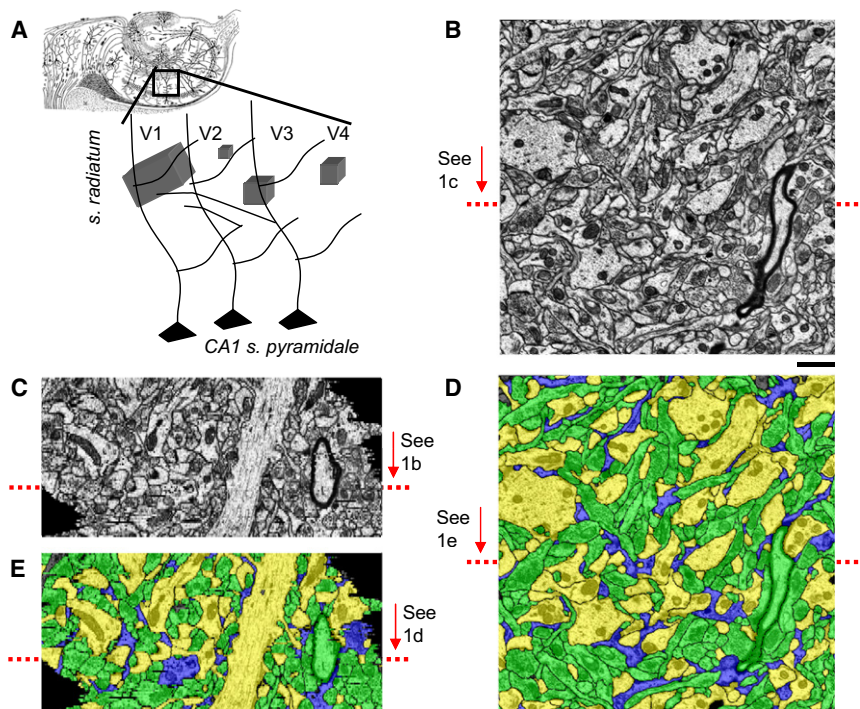 A
V1 V2 V3 V4
s. radiatum
CA1 s. pyramidale
B
See
1c
C
See
1b
D
See
1e
E
See
1d